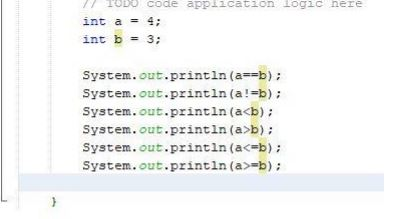 // TODO code application logic here
int a = 4;
int b = 3;
System.out.println(a==b);
System.out.println(a!=b);
System.out.println(a<b);
System.out.println(a>b);
System.out.println(a<=b);
System.out.println(a>=b);
}